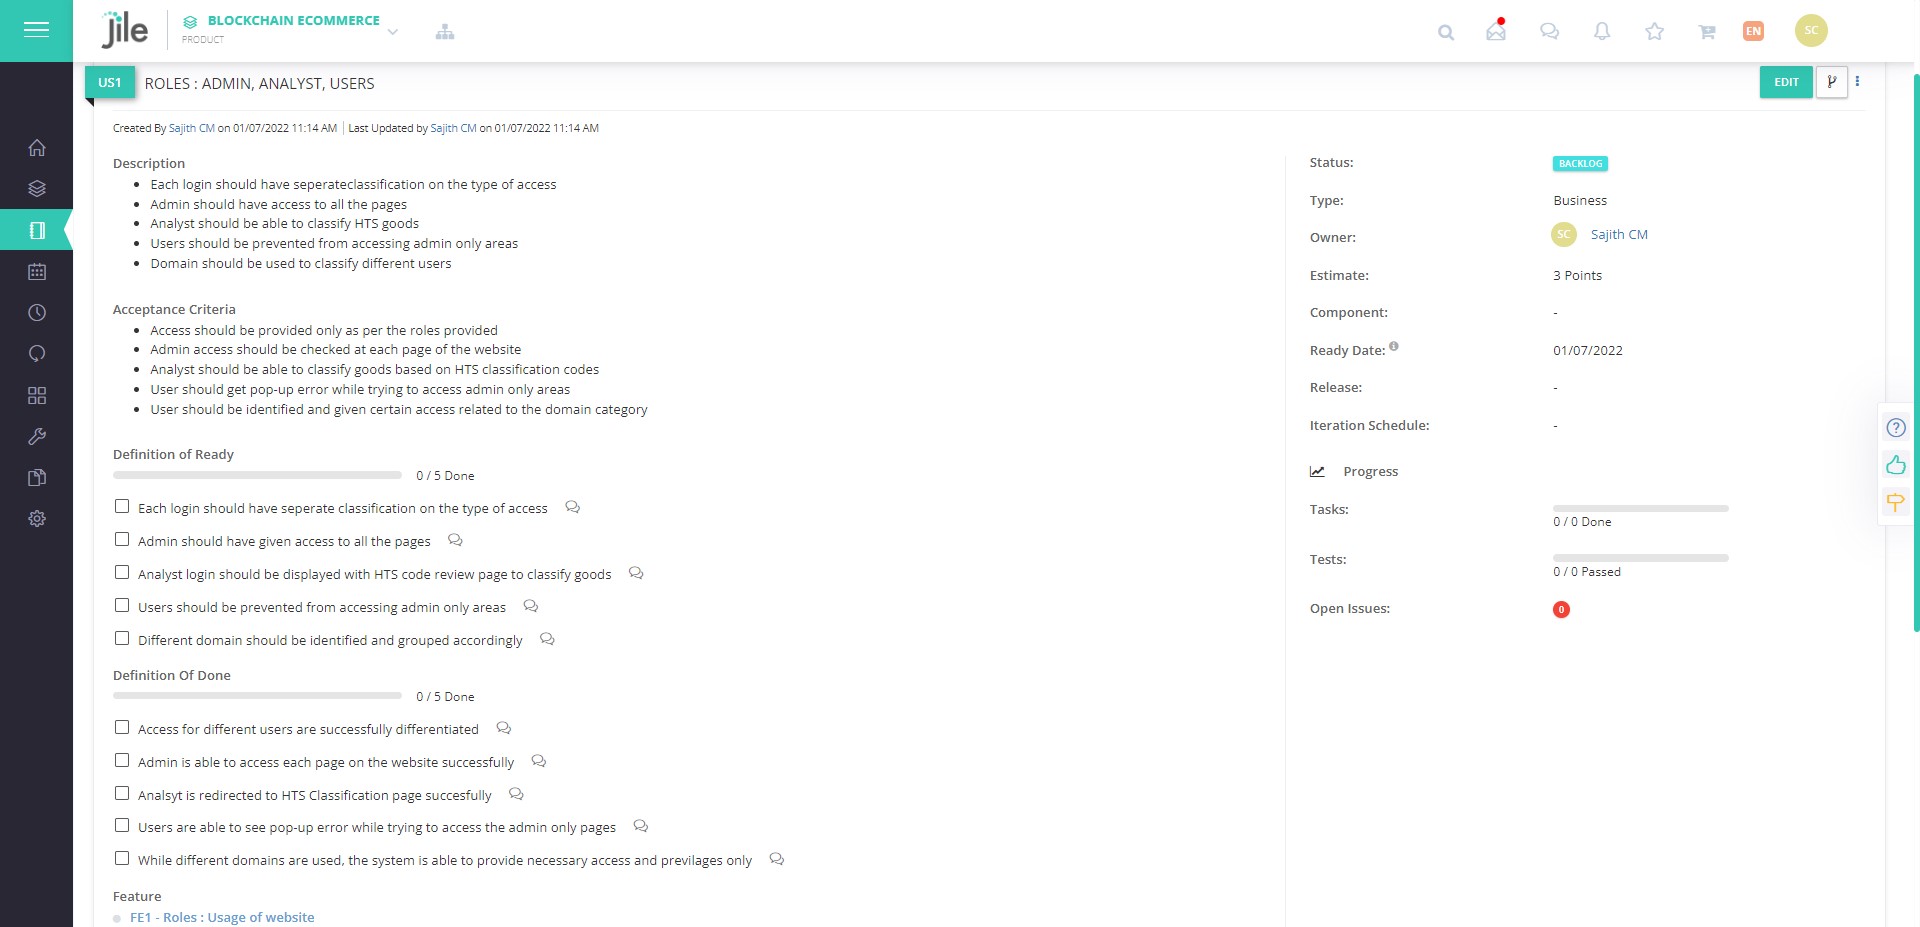 jile
BLOCKCHAIN ECOMMERCE
PRODUCT
EN
SC
US1
ROLES : ADMIN, ANALYST, USERS
EDIT
Created By Sajith CM on 01/07/2022 11:14 AM | Last Updated by Sajith CM on 01/07/2022 11:14 AM
Description
Each login should have seperateclassification on the type of access
Admin should have access to all the pages
Analyst should be able to classify HTS goods
Users should be prevented from accessing admin only areas
Domain should be used to classify different users
Acceptance Criteria
Access should be provided only as per the roles provided
Admin access should be checked at each page of the website
Analyst should be able to classify goods based on HTS classification codes
User should get pop-up error while trying to access admin only areas
User should be identified and given certain access related to the domain category
Definition of Ready
0 / 5 Done
Each login should have seperate classification on the type of access
Admin should have given access to all the pages
Analyst login should be displayed with HTS code review page to classify goods
Users should be prevented from accessing admin only areas
Different domain should be identified and grouped accordingly
Definition Of Done
0 / 5 Done
Access for different users are successfully differentiated
Admin is able to access each page on the website successfully
Analsyt is redirected to HTS Classification page succesfully
Users are able to see pop-up error while trying to access the admin only pages
While different domains are used, the system is able to provide necessary access and previlages only
Feature
FE1 - Roles : Usage of website
Status: BACKLOG
Type: Business
Owner: SC Sajith CM
Estimate: 3 Points
Component: -
Ready Date: 01/07/2022
Release: -
Iteration Schedule: -
Progress
Tasks:
0 / 0 Done
Tests:
0 / 0 Passed
Open Issues: 0